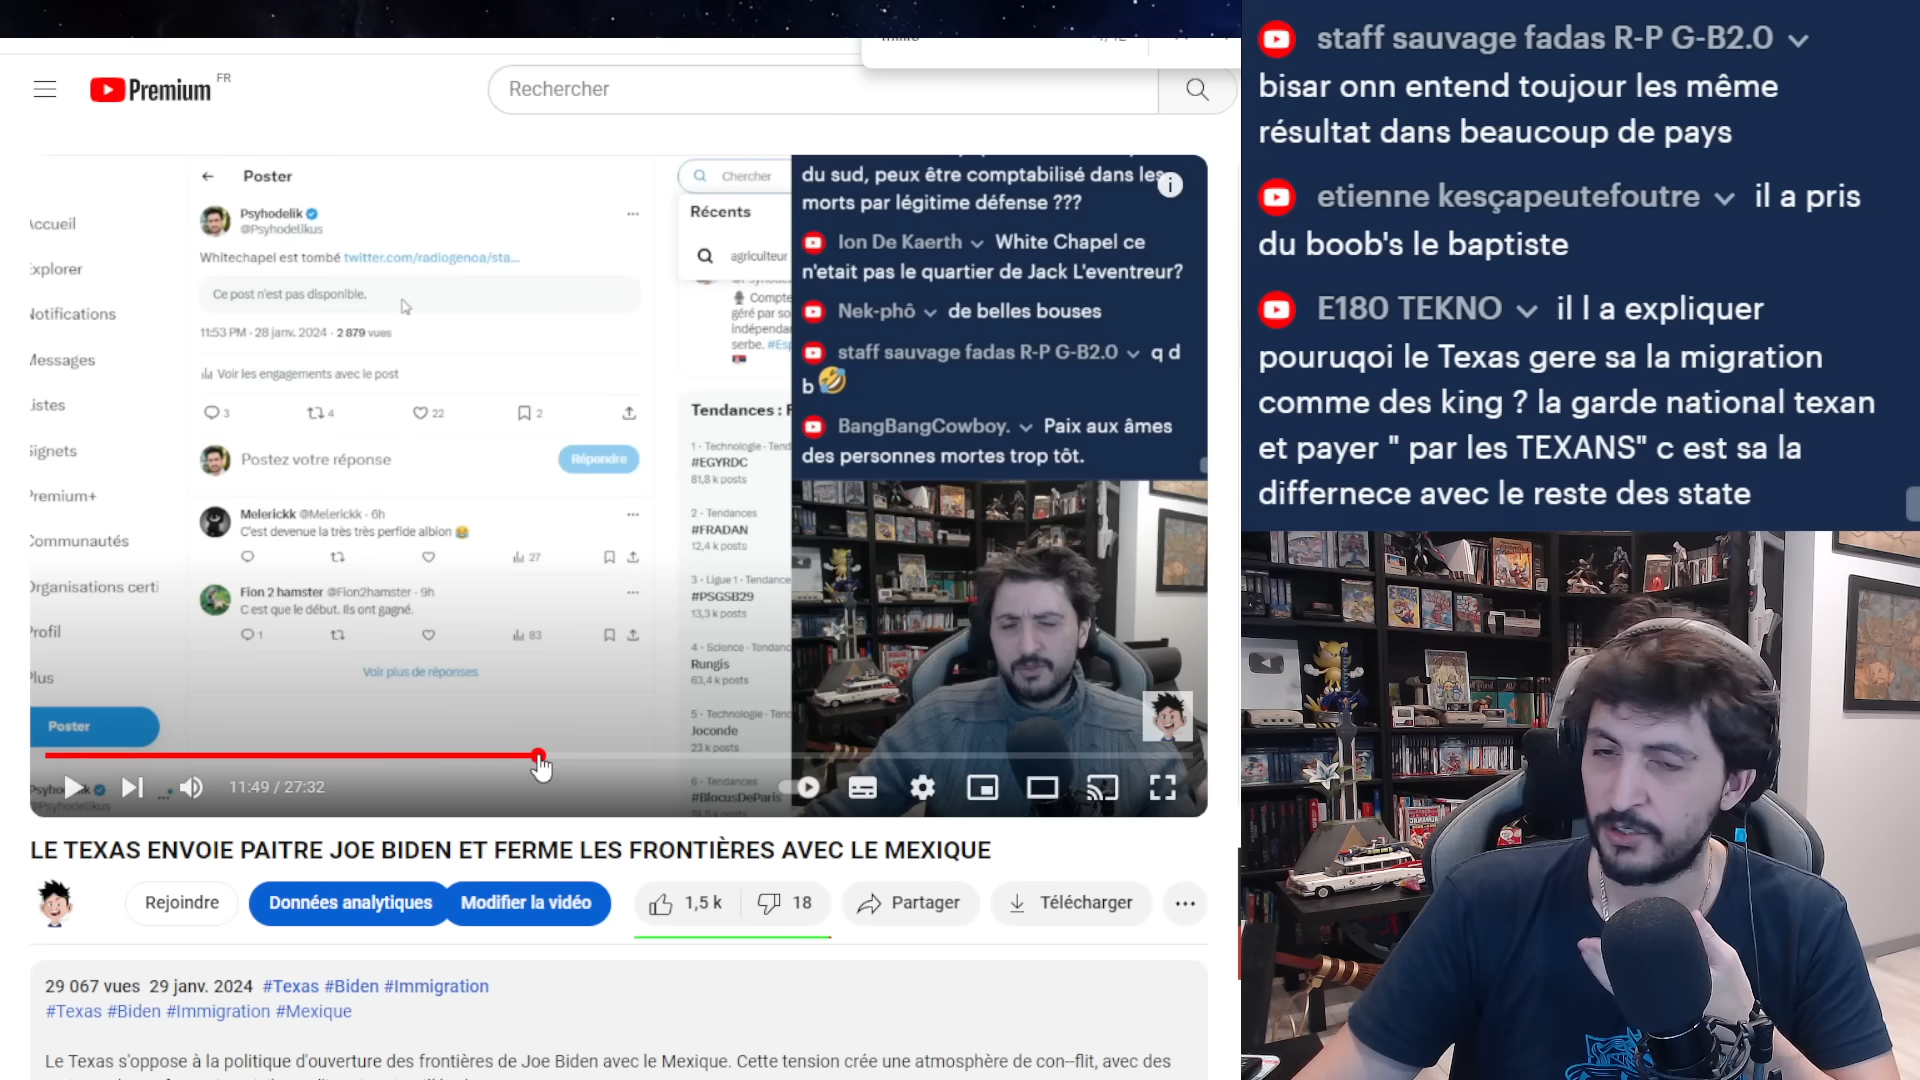 Premium FR
Rechercher
Poster
Chercher
Psyhodelik
@Psyhodelikus
Récents
Whitechapel est tombé twitter.com/radiogenoa/sta...
agriculteur
Ce post n'est pas disponible.
Compte
géré par so
indépendan
serbe. #Es
11:53 PM · 28 janv. 2024 · 2 879 vues
Voir les engagements avec le post
3 4 22 2
Postez votre réponse
Répondre
Melerickk @Melerickk · 6h
C'est devenue la très très perfide albion 😂
27
Fion 2 hamster @Fion2hamster · 9h
C est que le début. Ils ont gagné.
1 83
Voir plus de réponses
Accueil
Explorer
Notifications
Messages
Listes
Signets
Premium+
Communautés
Organisations certi
Profil
Plus
Poster
@Psyhodelikus
Tendances : F
1 · Technologie · Tend
#EGYRDC
81,8 k posts
2 · Tendances
#FRADAN
12,4 k posts
3 · Ligue 1 · Tendance
#PSGSB29
13,3 k posts
4 · Science · Tendanc
Rungis
63,4 k posts
5 · Technologie · Tend
Joconde
23 k posts
6 · Tendances
#BlocusDeParis
du sud, peux être comptabilisé dans les
morts par légitime défense ???
Ion De Kaerth White Chapel ce
n'etait pas le quartier de Jack L'eventreur?
Nek-phô de belles bouses
staff sauvage fadas R-P G-B2.0 q d
b 🤣
BangBangCowboy. Paix aux âmes
des personnes mortes trop tôt.
11:49 / 27:32
LE TEXAS ENVOIE PAITRE JOE BIDEN ET FERME LES FRONTIÈRES AVEC LE MEXIQUE
Rejoindre
Données analytiques
Modifier la vidéo
1,5 k
18
Partager
Télécharger
29 067 vues 29 janv. 2024 #Texas #Biden #Immigration
#Texas #Biden #Immigration #Mexique
Le Texas s'oppose à la politique d'ouverture des frontières de Joe Biden avec le Mexique. Cette tension crée une atmosphère de con--flit, avec des
staff sauvage fadas R-P G-B2.0
bisar onn entend toujour les même
résultat dans beaucoup de pays
etienne kesçapeutefoutre il a pris
du boob's le baptiste
E180 TEKNO il l a expliquer
pouruqoi le Texas gere sa la migration
comme des king ? la garde national texan
et payer " par les TEXANS" c est sa la
differnece avec le reste des state